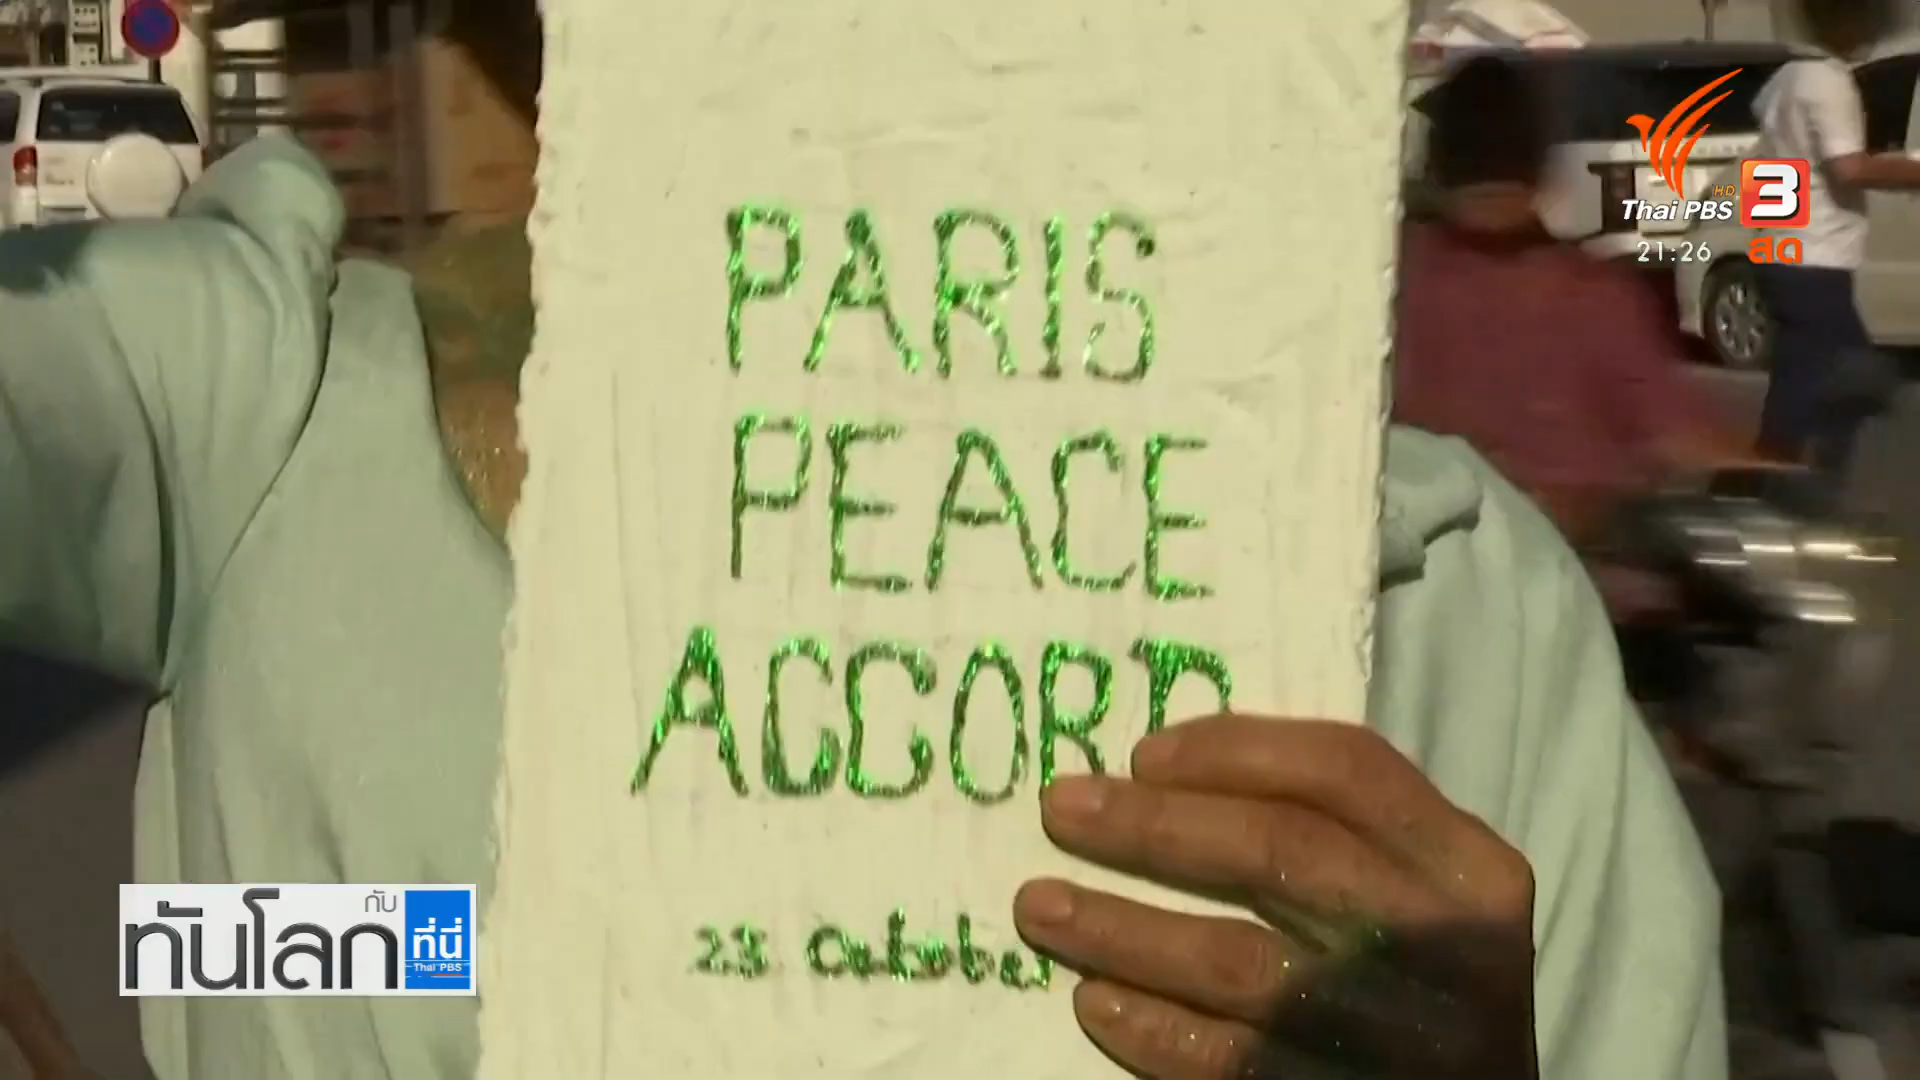 PARIS
PEACE
ACCORD
23 October
HD
Thai PBS 3
21:26 สด
ทันโลก กับ ที่นี่
Thai PBS